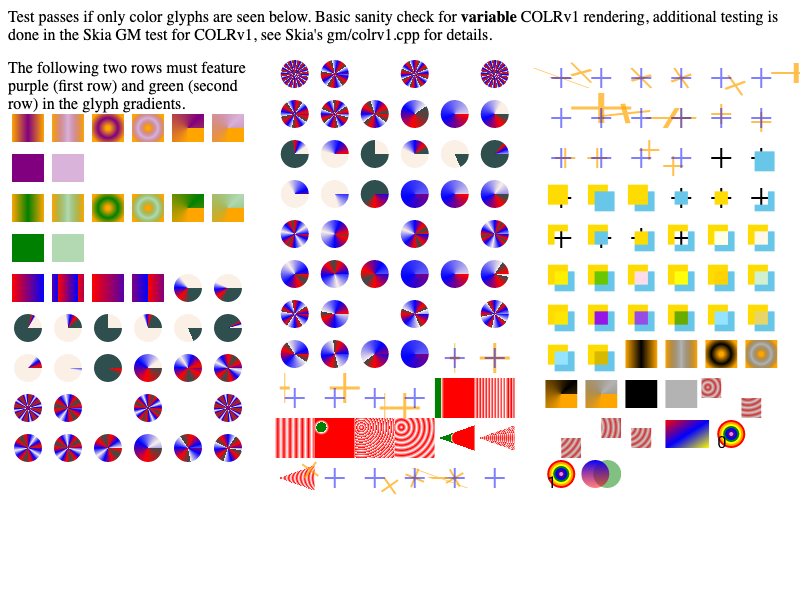 Test passes if only color glyphs are seen below. Basic sanity check for variable COLRv1 rendering, additional testing is
done in the Skia GM test for COLRv1, see Skia's gm/colrv1.cpp for details.
The following two rows must feature
purple (first row) and green (second
row) in the glyph gradients.
0
1